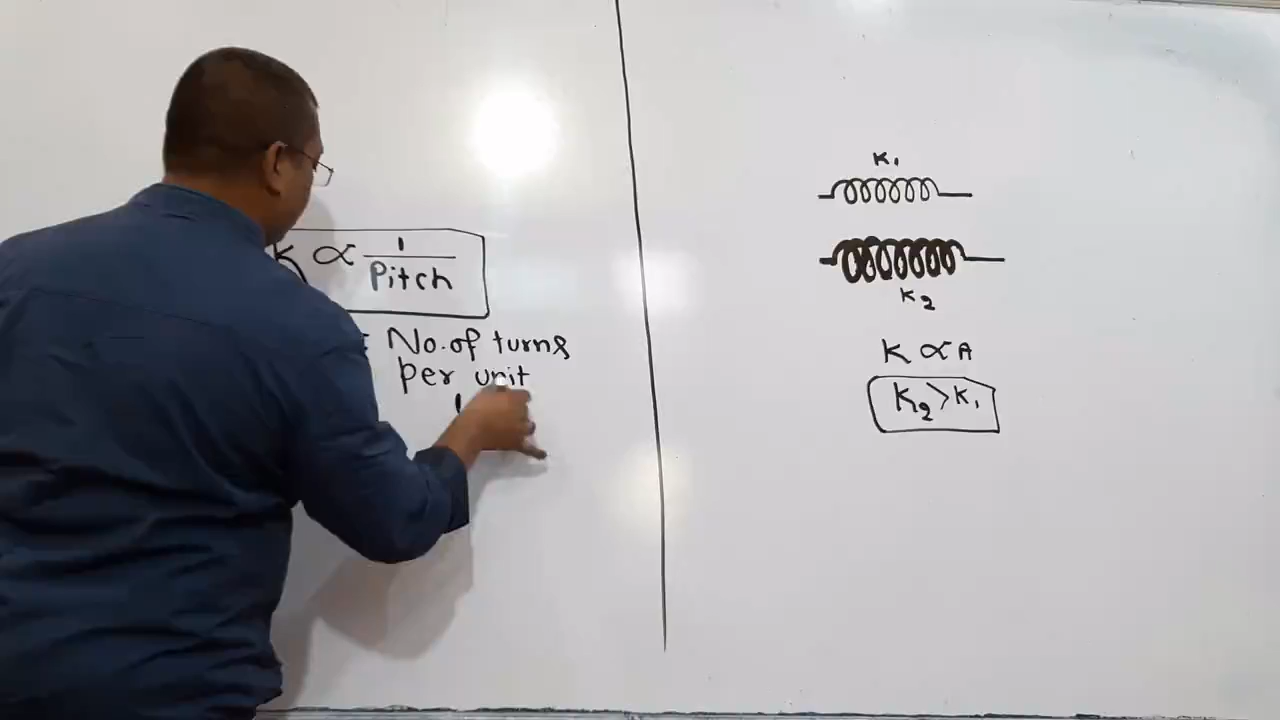 K ∝ 1/Pitch
= No. of turns
per unit
K₁
K₂
K ∝ A
K₂ > K₁